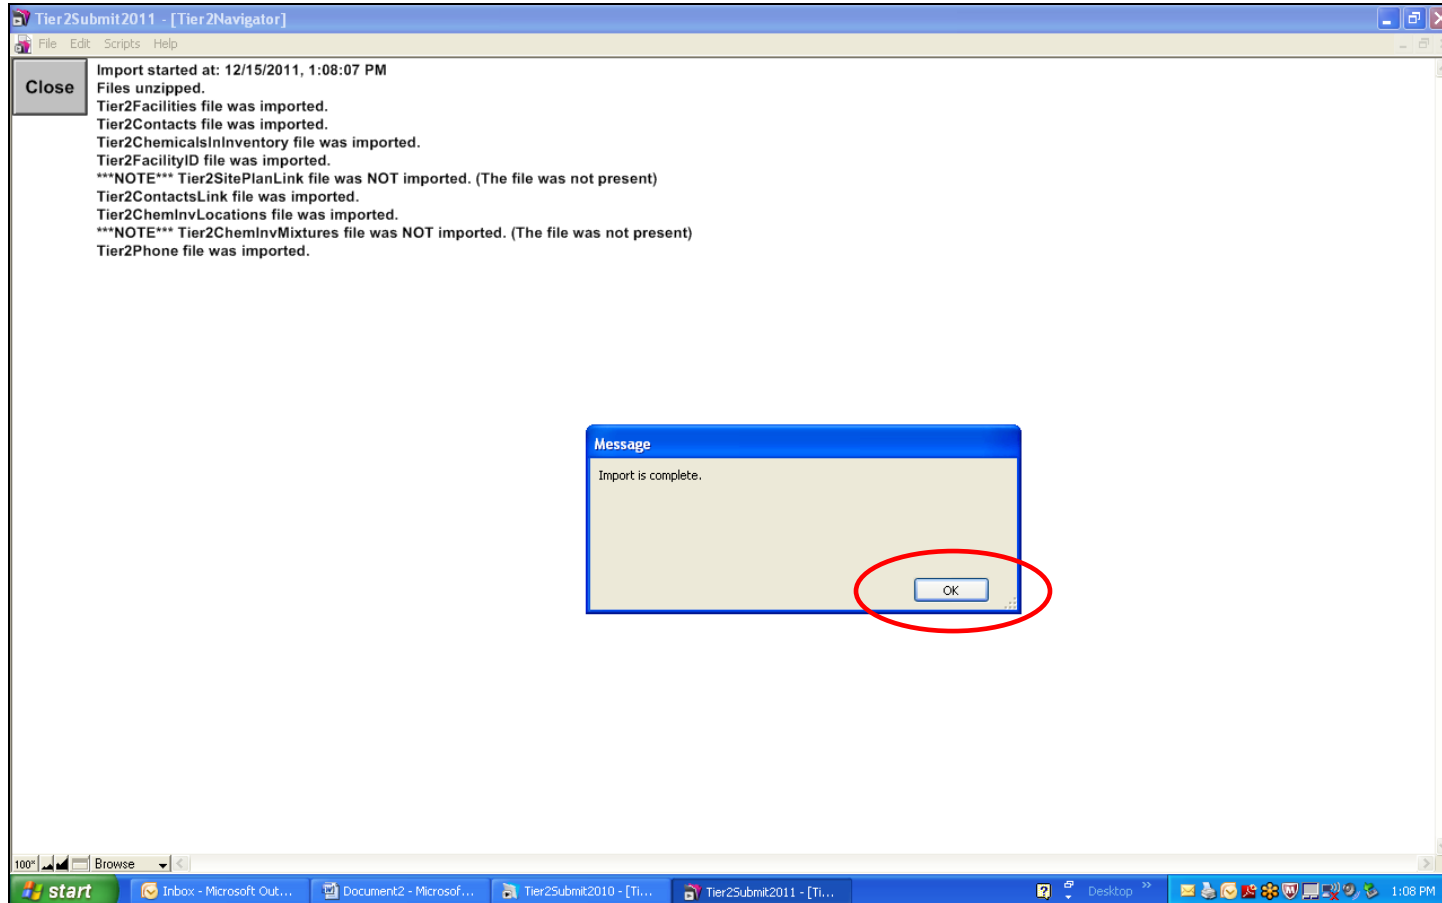 Tier2Submit2011 - [Tier2Navigator]
File Edit Scripts Help
Close
Import started at: 12/15/2011, 1:08:07 PM
Files unzipped.
Tier2Facilities file was imported.
Tier2Contacts file was imported.
Tier2ChemicalsInInventory file was imported.
Tier2FacilityID file was imported.
***NOTE*** Tier2SitePlanLink file was NOT imported. (The file was not present)
Tier2ContactsLink file was imported.
Tier2ChemInvLocations file was imported.
***NOTE*** Tier2ChemInvMixtures file was NOT imported. (The file was not present)
Tier2Phone file was imported.
Message
Import is complete.
OK
100 Browse
start Inbox - Microsoft Out... Document2 - Microsof... Tier2Submit2010 - [Ti... Tier2Submit2011 - [Ti... Desktop » 1:08 PM